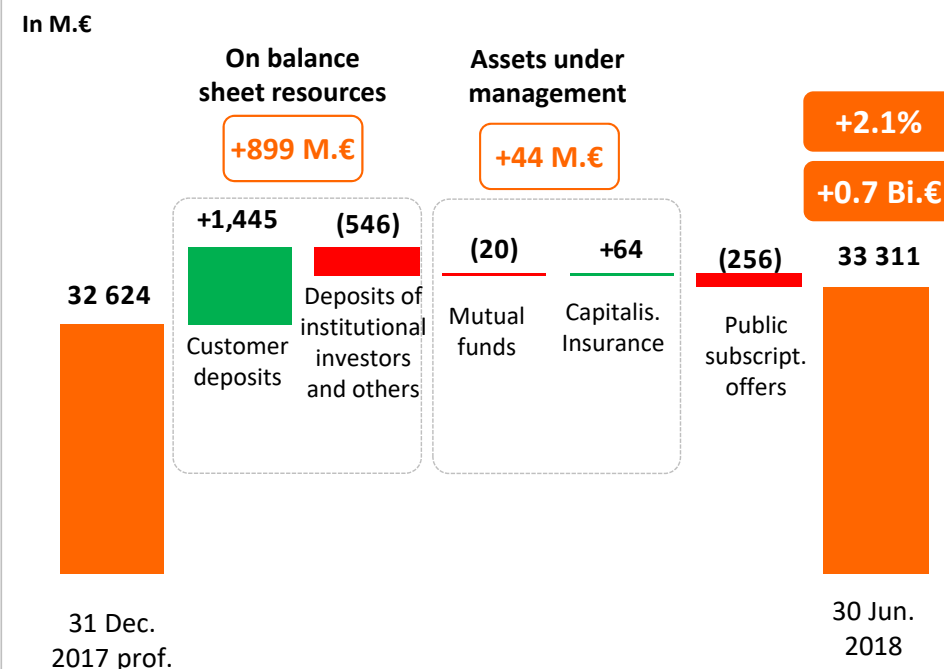 In M.€
On balance
sheet resources
+899 M.€
Assets under
management
+44 M.€
+2.1%
+0.7 Bi.€
32 624
+1,445
(546)
(20)
+64
(256)
33 311
Customer
deposits
Deposits of
institutional
investors
and others
Mutual
funds
Capitalis.
Insurance
Public
subscript.
offers
31 Dec.
2017 prof.
30 Jun.
2018